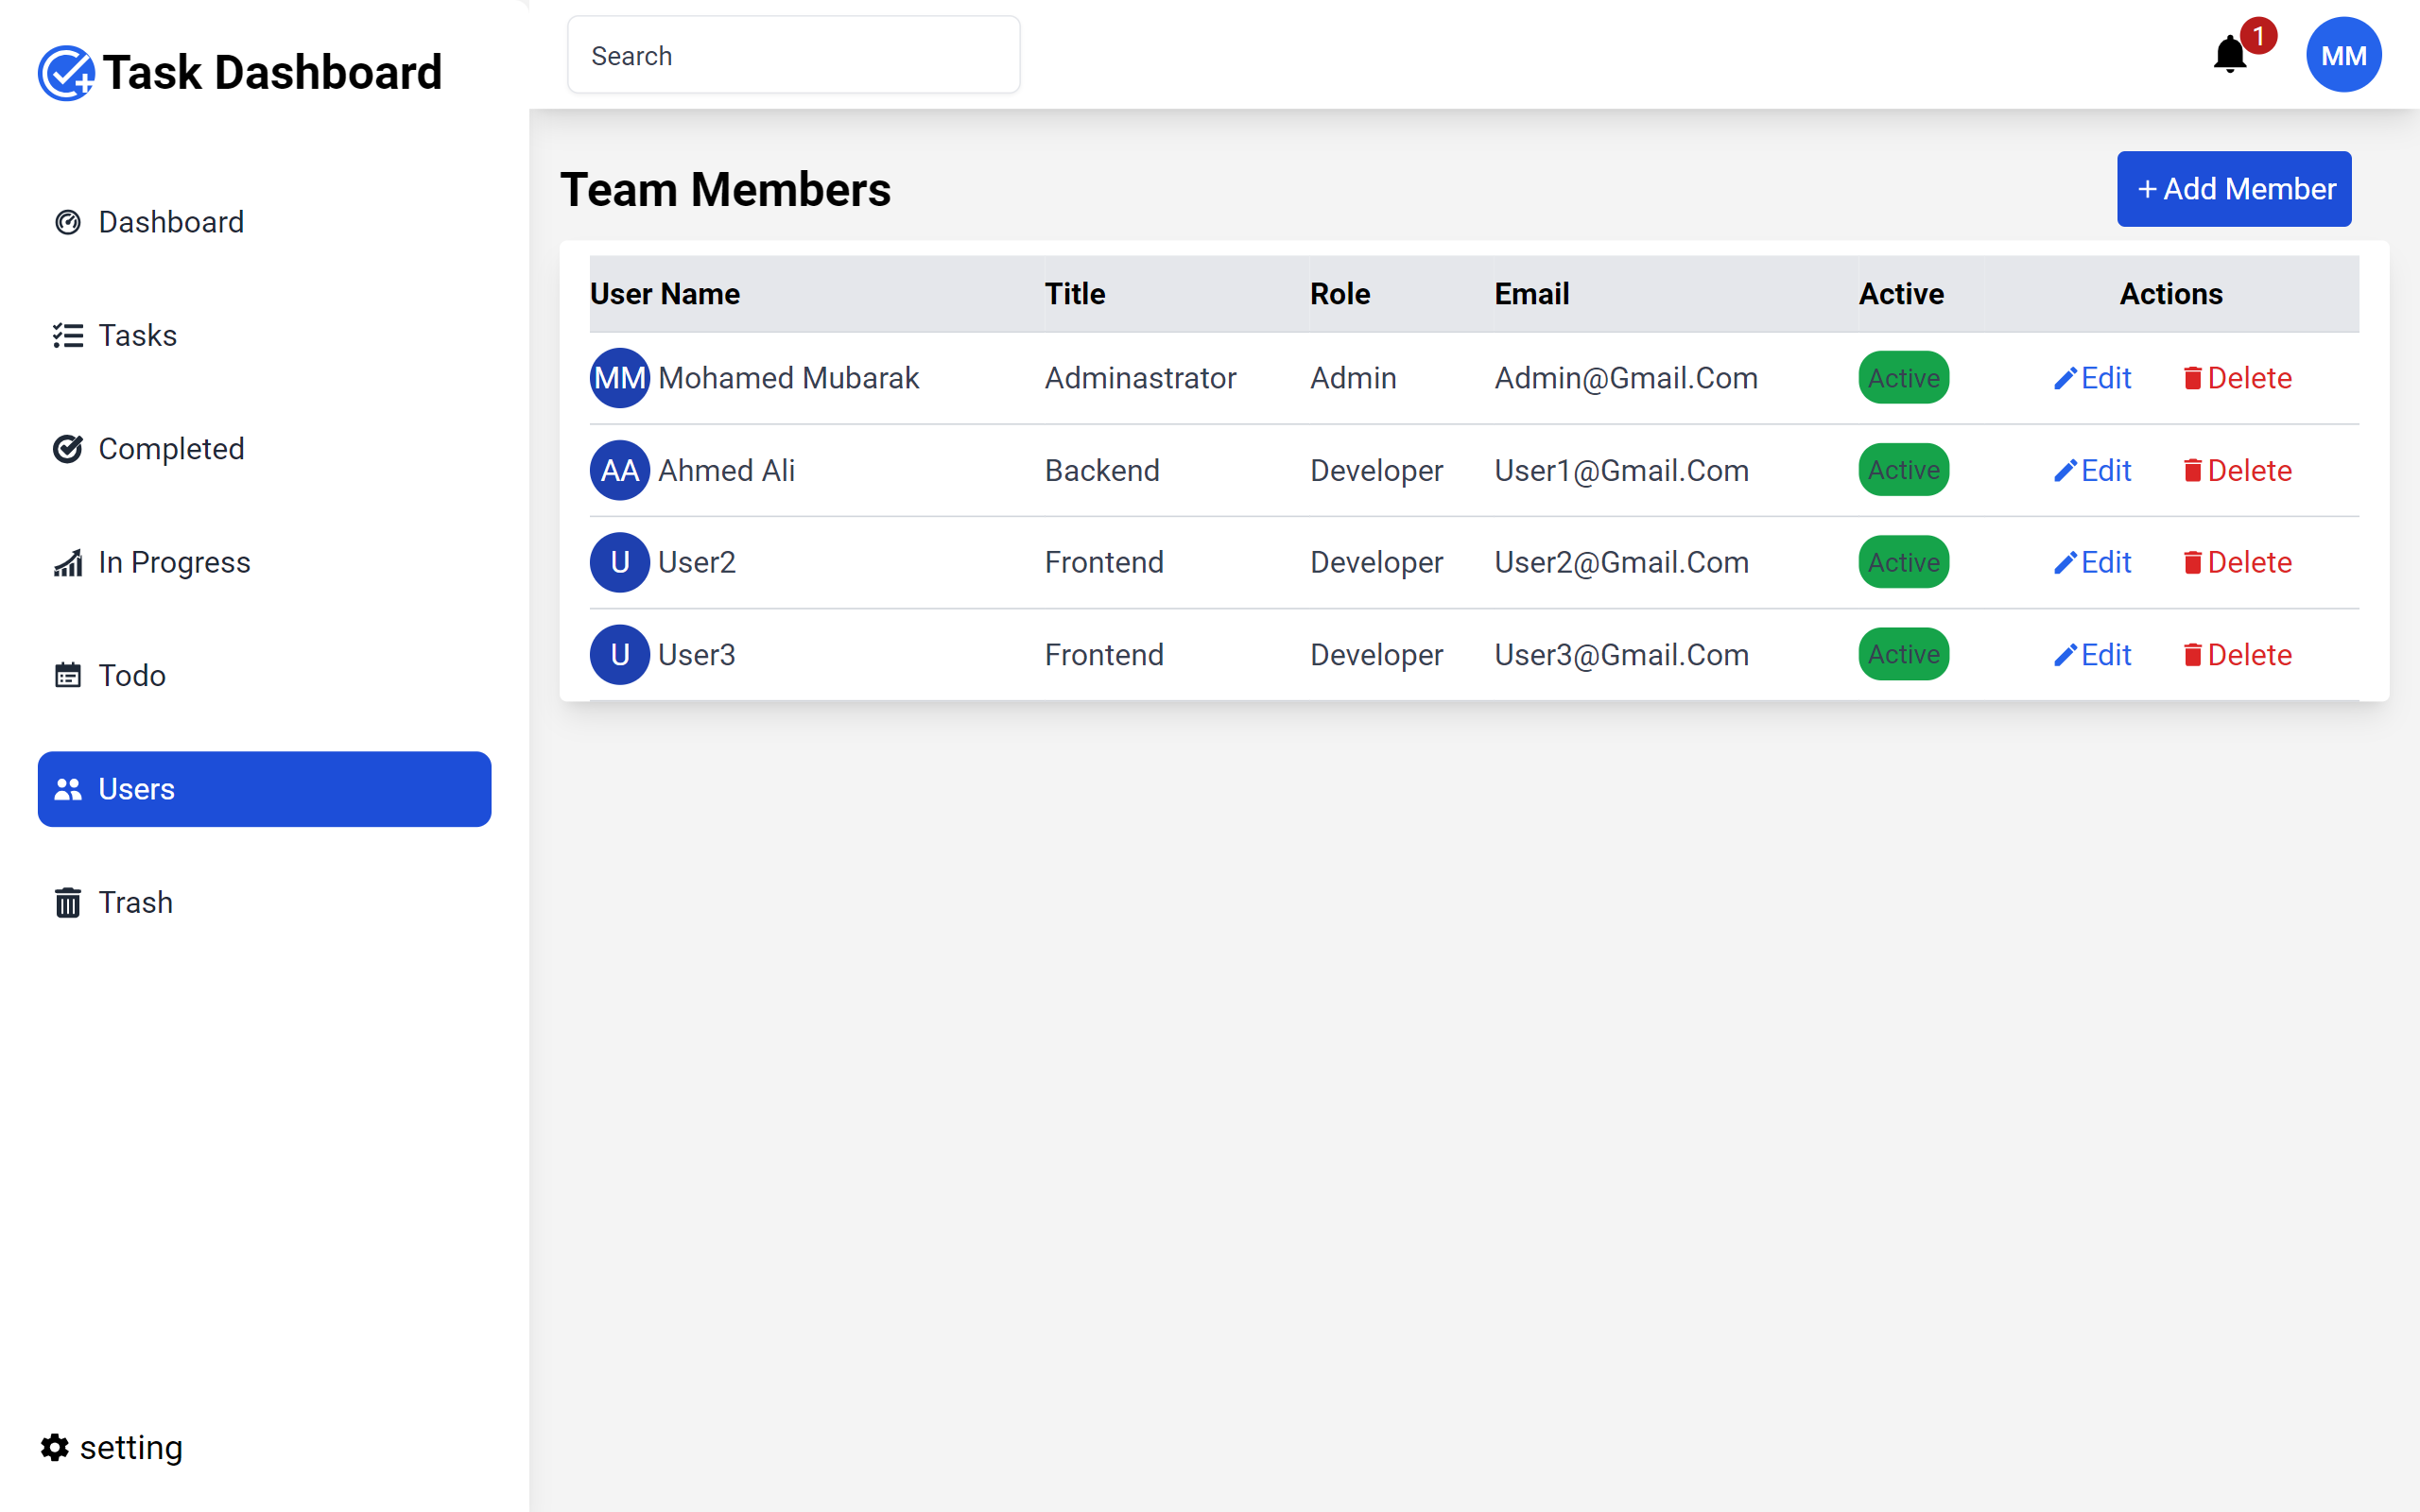 Task Dashboard
Dashboard
Tasks
Completed
In Progress
Todo
Users
Trash
setting
Search
1
MM
Team Members
+ Add Member
User Name Title Role Email Active Actions
MM Mohamed Mubarak Adminastrator Admin Admin@Gmail.Com Active Edit Delete
AA Ahmed Ali Backend Developer User1@Gmail.Com Active Edit Delete
U User2 Frontend Developer User2@Gmail.Com Active Edit Delete
U User3 Frontend Developer User3@Gmail.Com Active Edit Delete